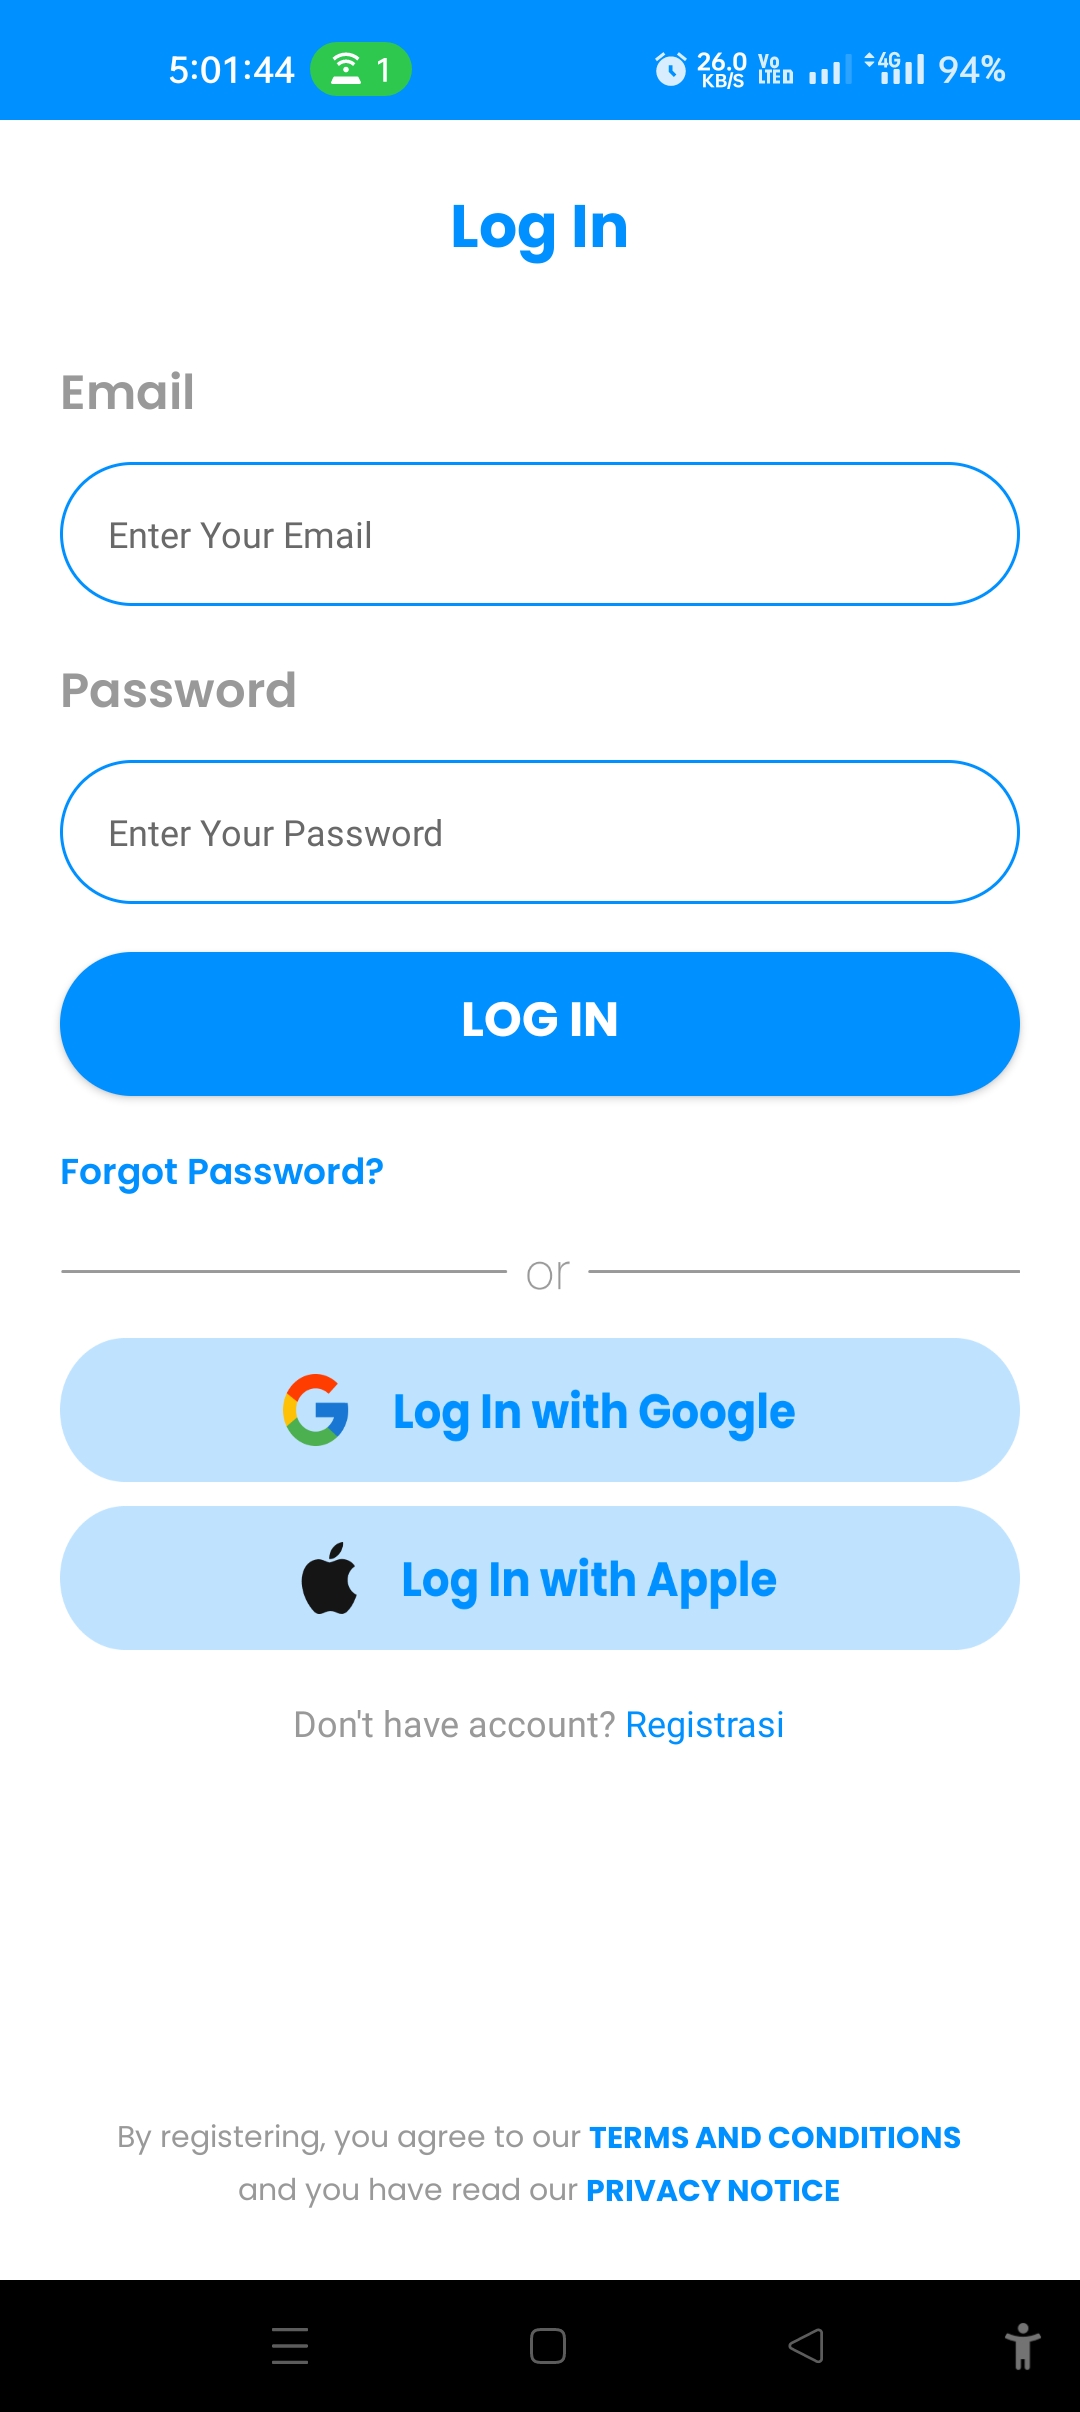 5:01:44 1 26.0 KB/S Vo LTE D 4G 94%
Log In
Email
Enter Your Email
Password
Enter Your Password
LOG IN
Forgot Password?
or
Log In with Google
Log In with Apple
Don't have account? Registrasi
By registering, you agree to our TERMS AND CONDITIONS
and you have read our PRIVACY NOTICE